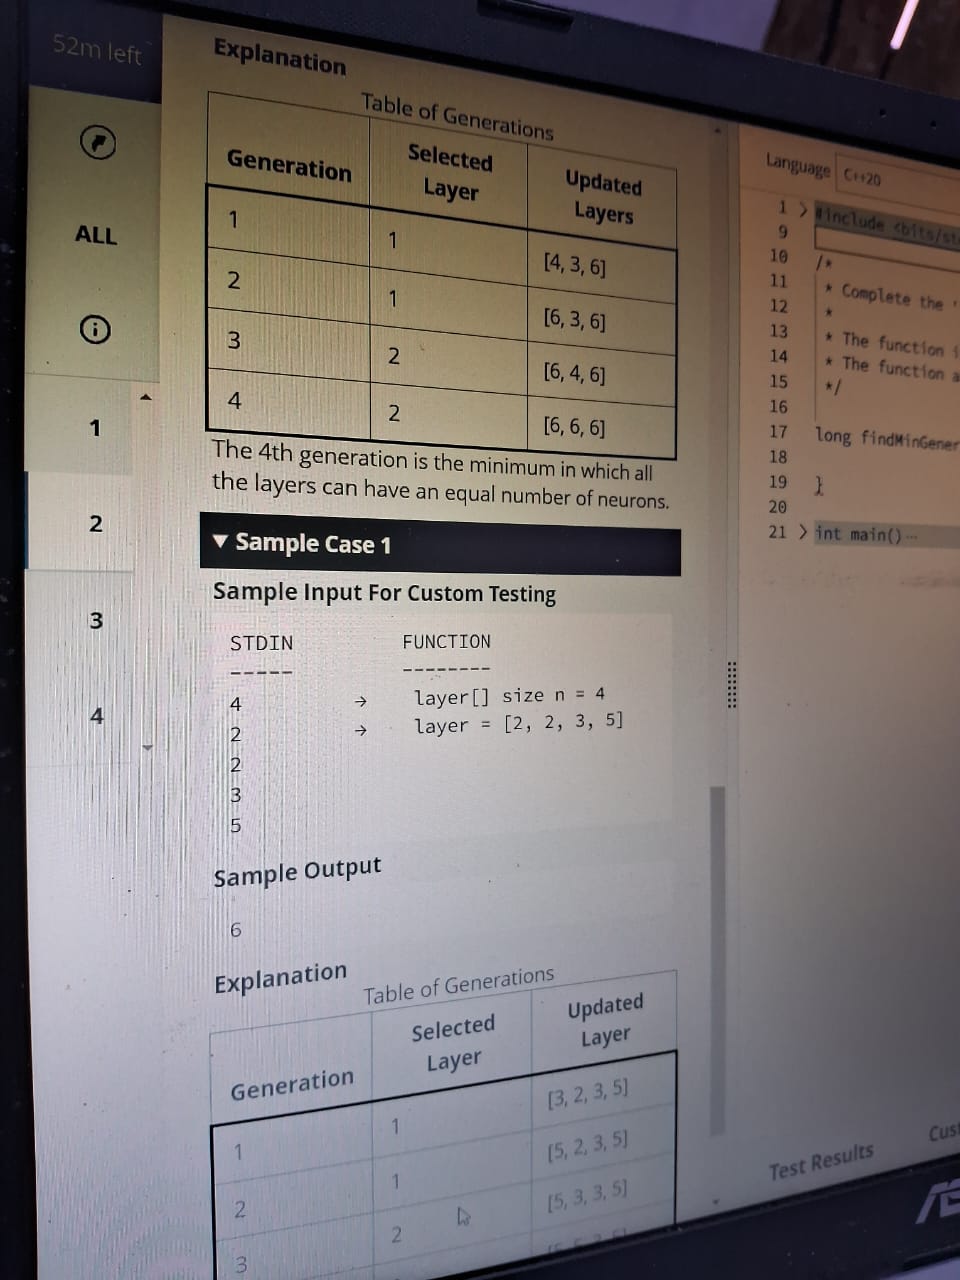 52m left
ALL
1
2
3
4
Explanation
Table of Generations
Generation Selected Layer Updated Layers
1 1 [4, 3, 6]
2 1 [6, 3, 6]
3 2 [6, 4, 6]
4 2 [6, 6, 6]
The 4th generation is the minimum in which all
the layers can have an equal number of neurons.
▼ Sample Case 1
Sample Input For Custom Testing
STDIN FUNCTION
----- --------
4 → layer[] size n = 4
2 → layer = [2, 2, 3, 5]
2
3
5
Sample Output
6
Explanation
Table of Generations
Generation Selected Layer Updated Layer
1 1 [3, 2, 3, 5]
2 1 [5, 2, 3, 5]
3 2 [5, 3, 3, 5]
Language C++20
1 > #include <bits/st
9
10 /*
11 * Complete the '
12 *
13 * The function i
14 * The function a
15 */
16
17 long findMinGener
18
19 }
20
21 > int main()⋯
Test Results